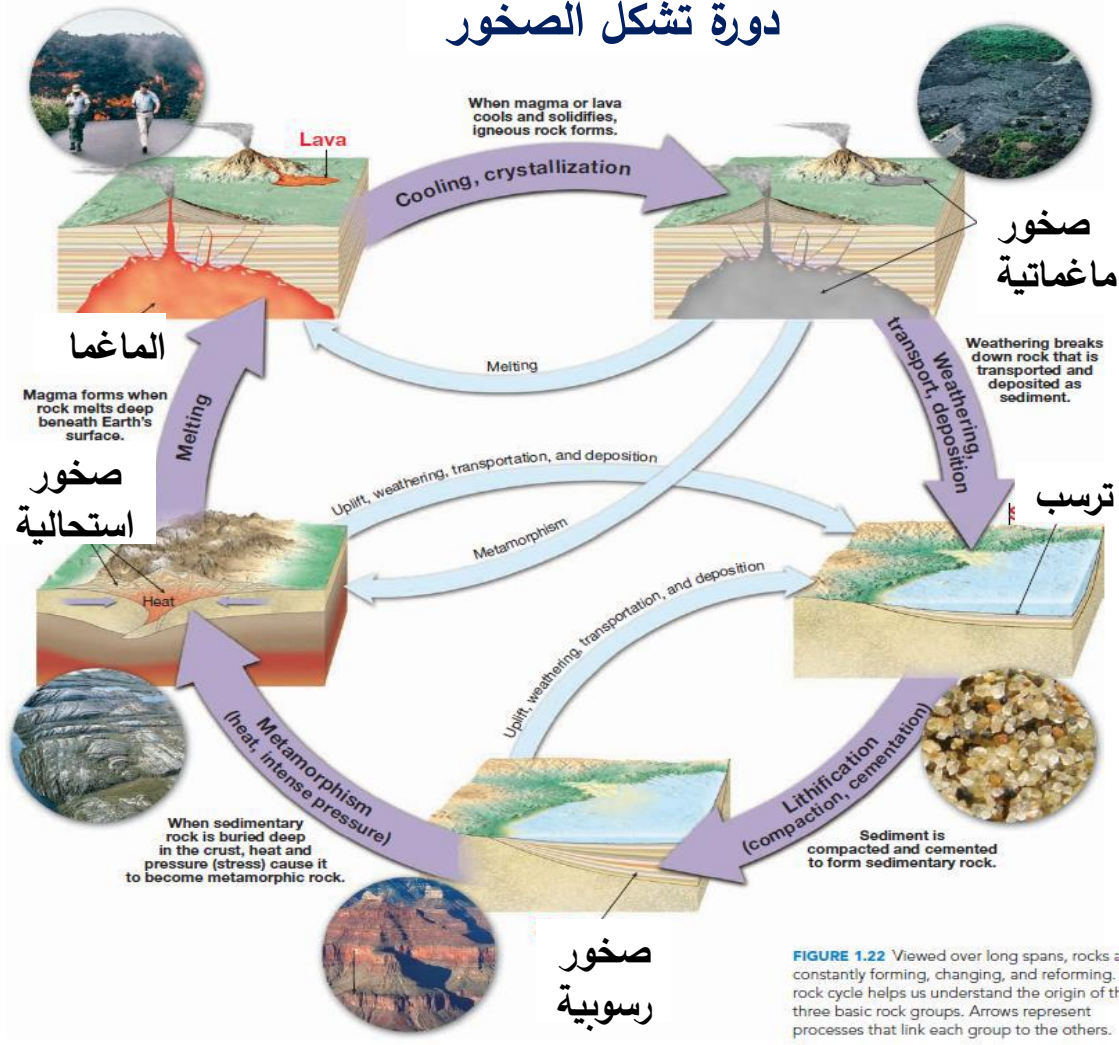 دورة تشكل الصخور
When magma or lava
cools and solidifies,
igneous rock forms.
Lava
Cooling, crystallization
صخور
ماغماتية
الماغما
Melting
Weathering,
transport, deposition
Weathering breaks
down rock that is
transported and
deposited as
sediment.
Magma forms when
rock melts deep
beneath Earth's
surface.
Melting
صخور
استحالية
Uplift, weathering, transportation, and deposition
Metamorphism
ترسب
Heat
Uplift, weathering, transportation, and deposition
Metamorphism
(heat, intense pressure)
Lithification
(compaction, cementation)
When sedimentary
rock is buried deep
in the crust, heat and
pressure (stress) cause it
to become metamorphic rock.
Sediment is
compacted and cemented
to form sedimentary rock.
صخور
رسوبية
FIGURE 1.22 Viewed over long spans, rocks
constantly forming, changing, and reforming.
rock cycle helps us understand the origin of
three basic rock groups. Arrows represent
processes that link each group to the others.